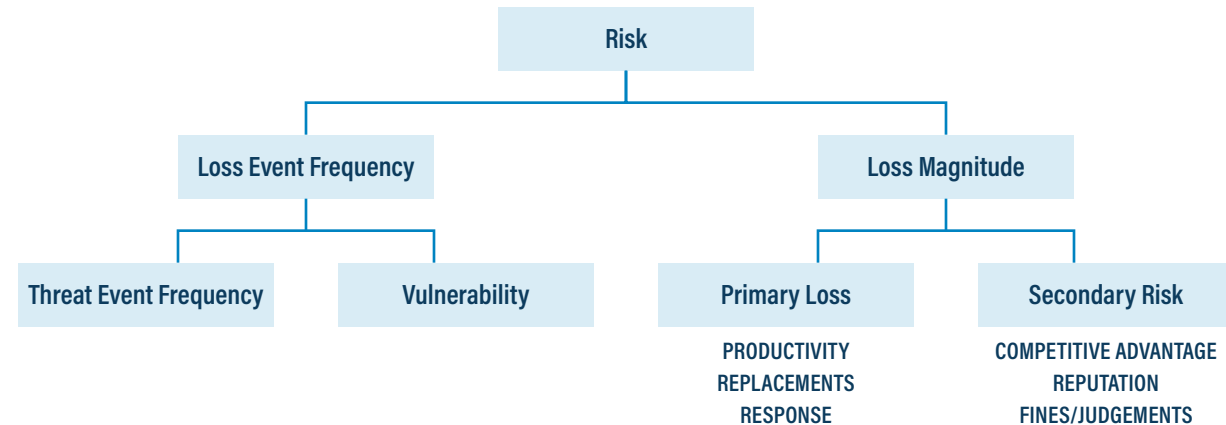 Risk
Loss Event Frequency
Loss Magnitude
Threat Event Frequency
Vulnerability
Primary Loss
Secondary Risk
PRODUCTIVITY
REPLACEMENTS
RESPONSE
COMPETITIVE ADVANTAGE
REPUTATION
FINES/JUDGEMENTS